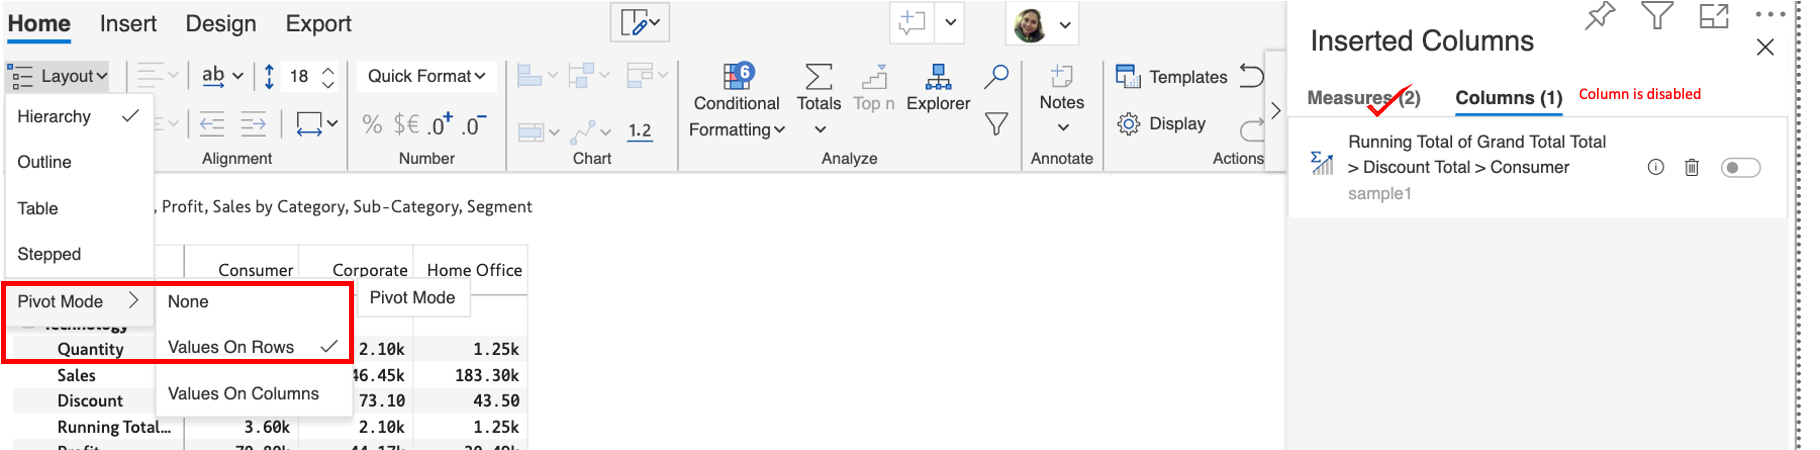 Home Insert Design Export
Layout
ab
18
Quick Format
6
Conditional Formatting
Totals
Top n
Explorer
Notes
Templates
Display
% $€ .0+ .0-
1.2
Alignment
Number
Chart
Analyze
Annotate
Actions
Hierarchy
Outline
Table
Stepped
Pivot Mode
None
Values On Rows
Values On Columns
Pivot Mode
, Profit, Sales by Category, Sub-Category, Segment
Consumer Corporate Home Office
Technology
Quantity 2.10k 1.25k
Sales 46.45k 183.30k
Discount 73.10 43.50
Running Total... 3.60k 2.10k 1.25k
Inserted Columns
Measures (2) Columns (1) Column is disabled
Running Total of Grand Total Total
> Discount Total > Consumer
sample1